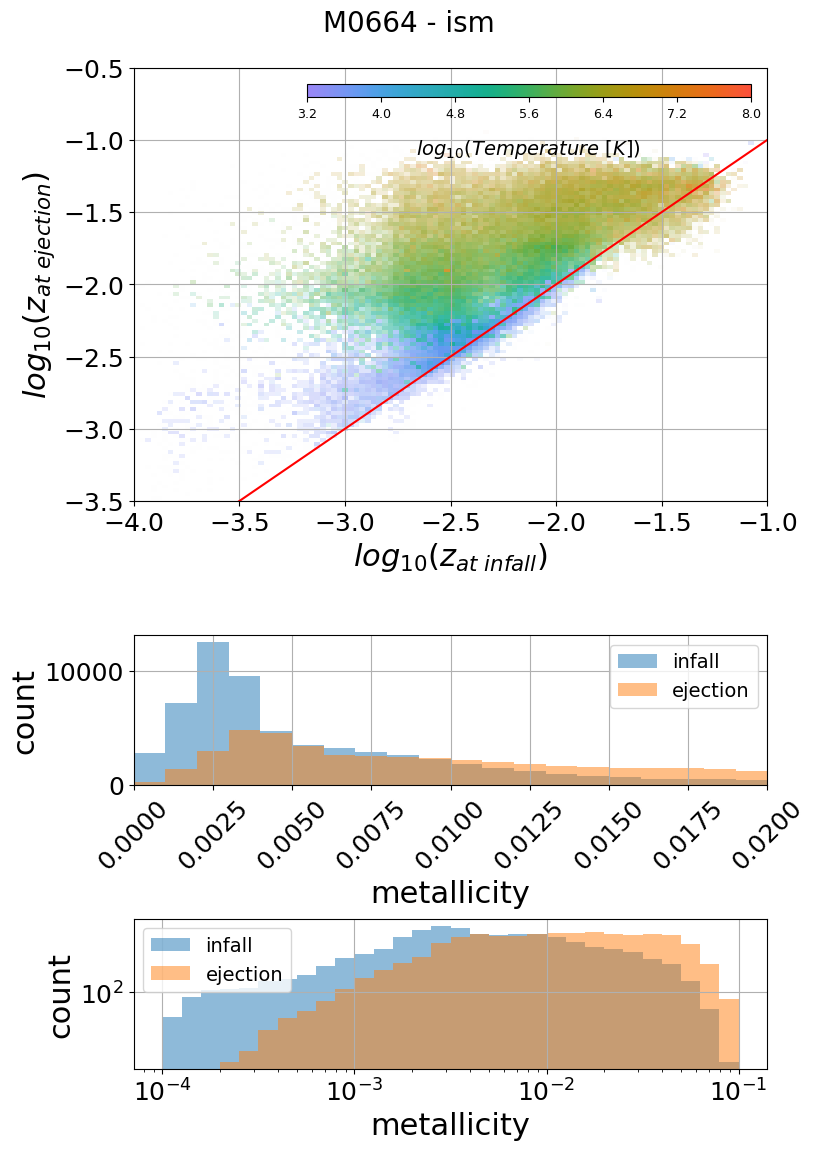 M0664 - ism
−0.5
3.2 4.0 4.8 5.6 6.4 7.2 8.0
−1.0
log₁₀(Temperature [K])
−1.5
−2.0
−2.5
−3.0
−3.5
log₁₀(z_at ejection)
−4.0 −3.5 −3.0 −2.5 −2.0 −1.5 −1.0
log₁₀(z_at infall)
10000
0
count
infall
ejection
0.0000 0.0025 0.0050 0.0075 0.0100 0.0125 0.0150 0.0175 0.0200
metallicity
infall
ejection
10²
count
10⁻⁴ 10⁻³ 10⁻² 10⁻¹
metallicity